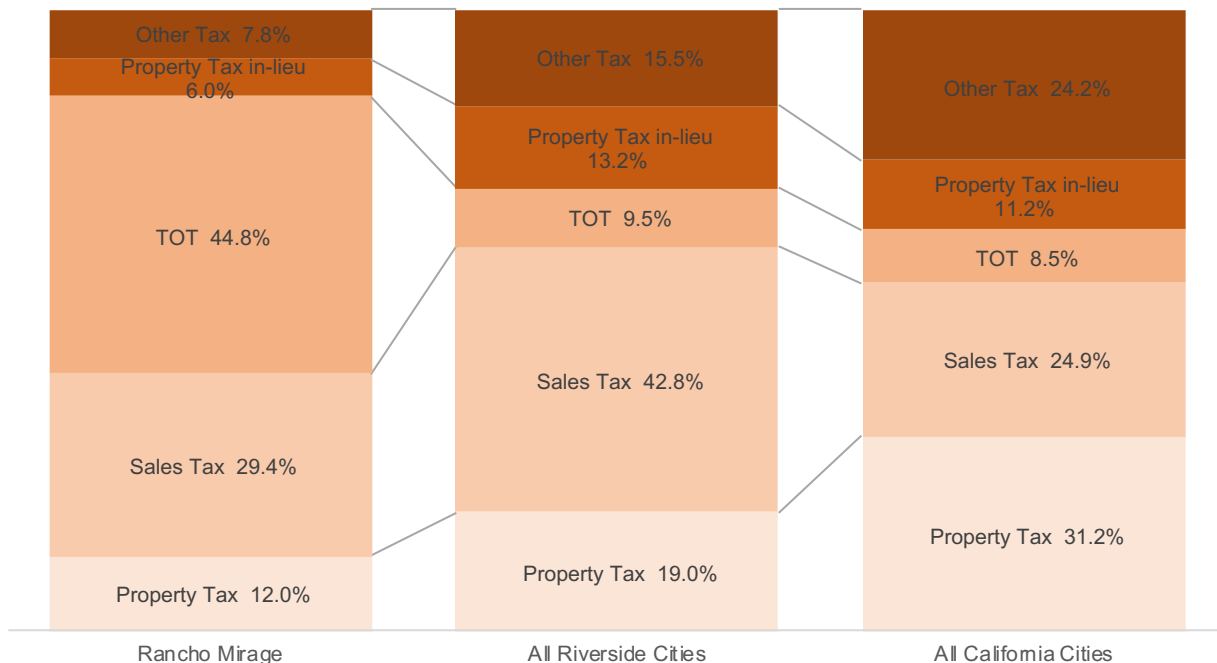 Other Tax 7.8%
Property Tax in-lieu
6.0%
TOT 44.8%
Sales Tax 29.4%
Property Tax 12.0%
Rancho Mirage
Other Tax 15.5%
Property Tax in-lieu
13.2%
TOT 9.5%
Sales Tax 42.8%
Property Tax 19.0%
All Riverside Cities
Other Tax 24.2%
Property Tax in-lieu
11.2%
TOT 8.5%
Sales Tax 24.9%
Property Tax 31.2%
All California Cities